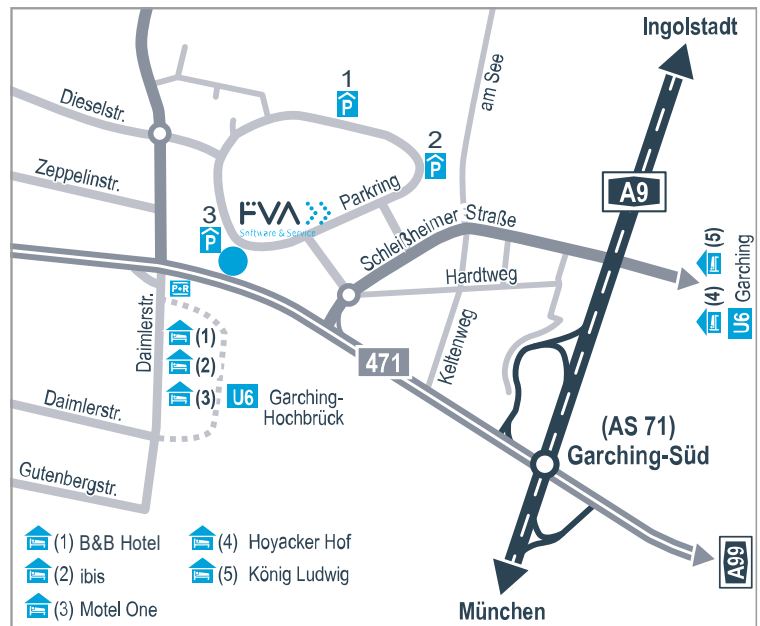 Ingolstadt
am See
1
P
Dieselstr.
2
P
Zeppelinstr.
Parkring
A9
3
P
FVA
Software & Service
Schleißheimer Straße
(5)
Garching
(4)
U6
Hardtweg
P+R
Daimlerstr.
(1)
(2)
(3)
U6
Garching-
Hochbrück
471
Keltenweg
Daimlerstr.
(AS 71)
Garching-Süd
Gutenbergstr.
(1) B&B Hotel
(2) ibis
(3) Motel One
(4) Hoyacker Hof
(5) König Ludwig
A99
München